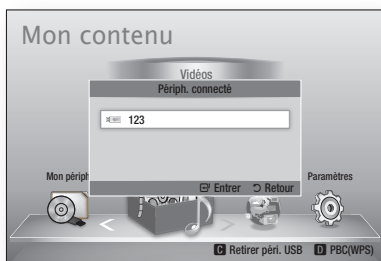 Mon contenu
Vidéos
Périph. connecté
123
Mon périph
Paramètres
Entrer Retour
C Retirer péri. USB D PBC(WPS)